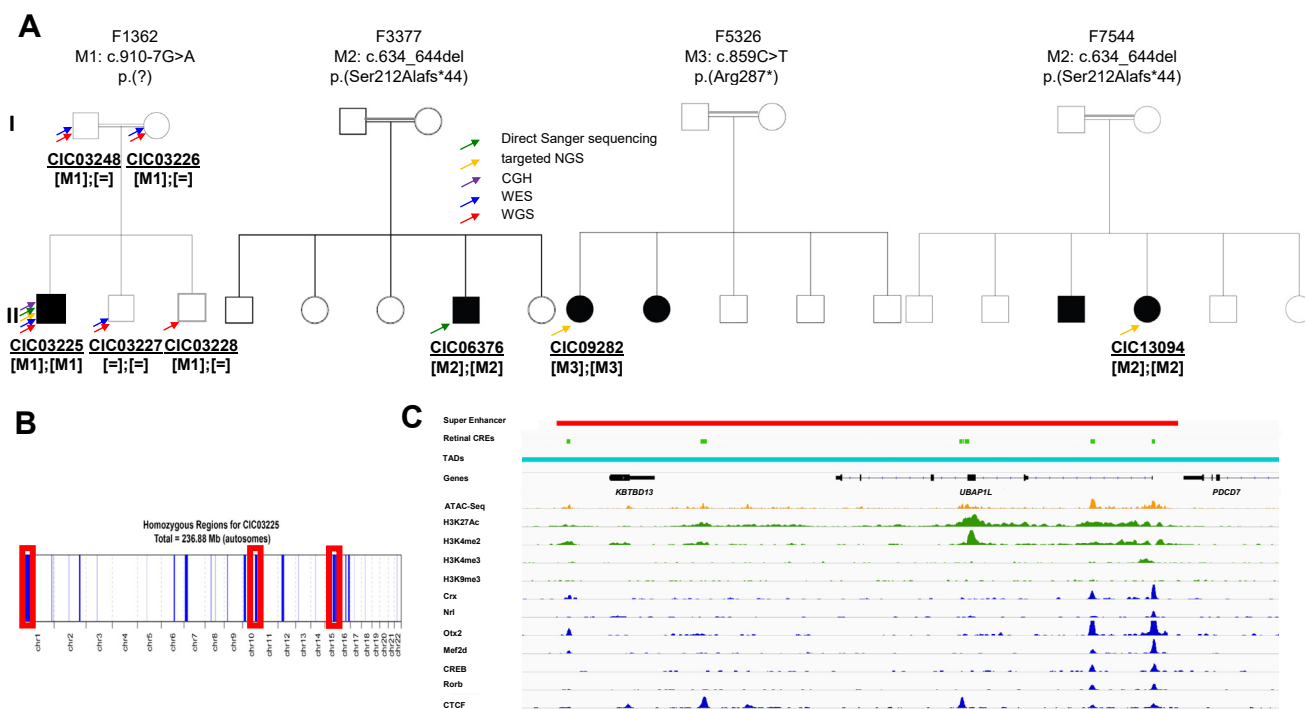 A
F1362
M1: c.910-7G>A
p.(?)
F3377
M2: c.634_644del
p.(Ser212Alafs*44)
F5326
M3: c.859C>T
p.(Arg287*)
F7544
M2: c.634_644del
p.(Ser212Alafs*44)
I
CIC03248 CIC03226
[M1];[=] [M1];[=]
Direct Sanger sequencing
targeted NGS
CGH
WES
WGS
II
CIC03225 CIC03227 CIC03228
[M1];[M1] [=];[=] [M1];[=]
CIC06376
[M2];[M2]
CIC09282
[M3];[M3]
CIC13094
[M2];[M2]
B
Homozygous Regions for CIC03225
Total = 236.88 Mb (autosomes)
chr1
chr2
chr3
chr4
chr5
chr6
chr7
chr8
chr9
chr10
chr11
chr12
chr13
chr14
chr15
chr16
chr17
chr18
chr19
chr20
chr21
chr22
C
Super Enhancer
Retinal CREs
TADs
Genes
KBTBD13 UBAP1L PDCD7
ATAC-Seq
H3K27Ac
H3K4me2
H3K4me3
H3K9me3
Crx
Nrl
Otx2
Mef2d
CREB
Rorb
CTCF